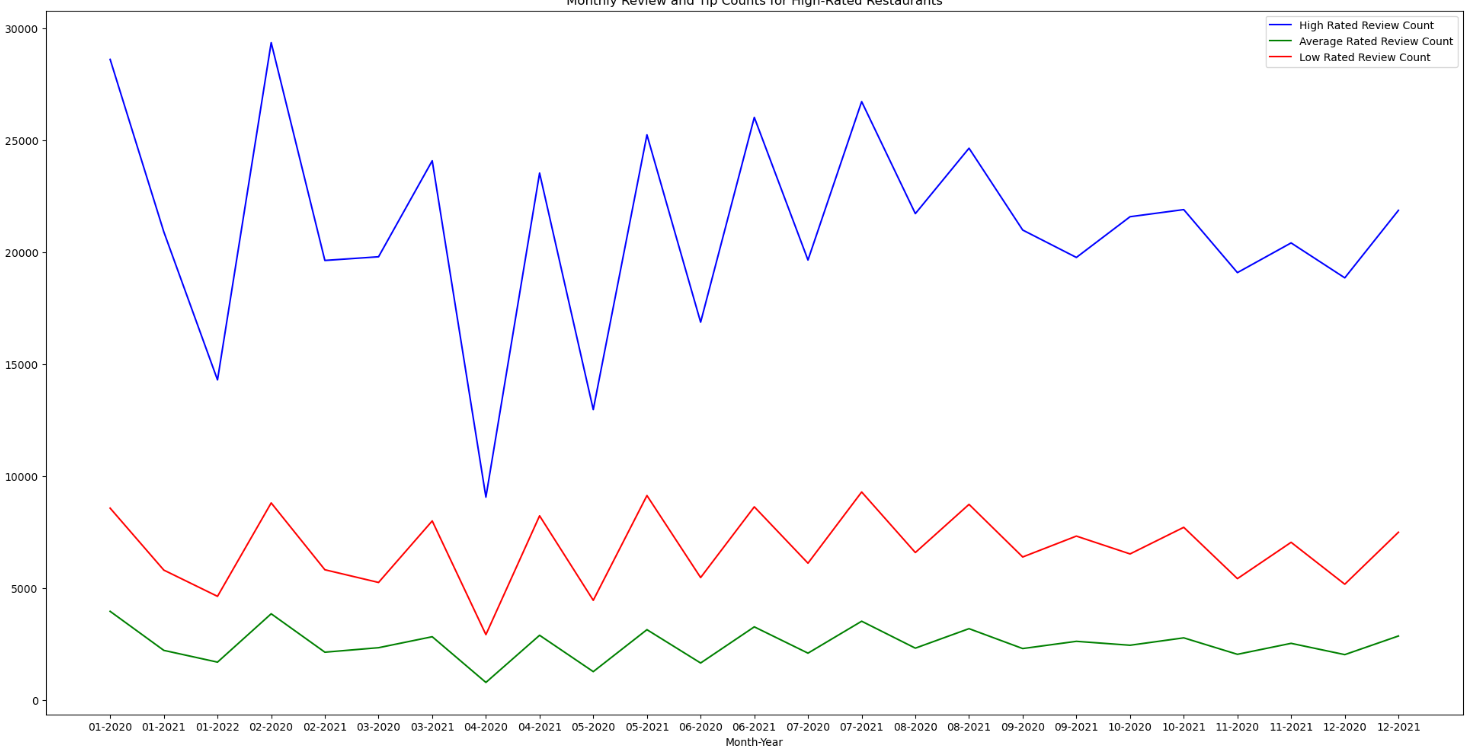 Monthly Review and Tip Counts for High-Rated Restaurants
High Rated Review Count
Average Rated Review Count
Low Rated Review Count
30000
25000
20000
15000
10000
5000
0
01-2020 01-2021 01-2022 02-2020 02-2021 03-2020 03-2021 04-2020 04-2021 05-2020 05-2021 06-2020 06-2021 07-2020 07-2021 08-2020 08-2021 09-2020 09-2021 10-2020 10-2021 11-2020 11-2021 12-2020 12-2021
Month-Year